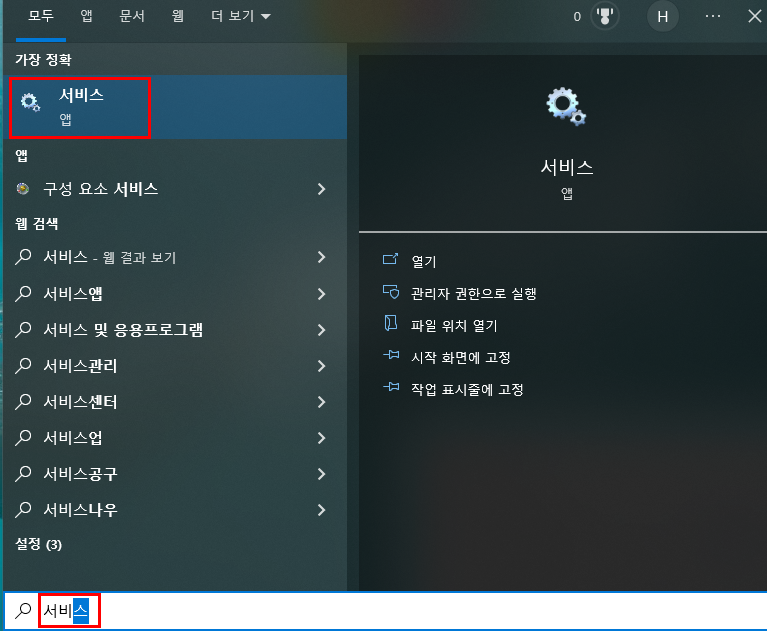 모두 앱 문서 웹 더 보기 0 H ...
가장 정확
서비스
앱
앱
구성 요소 서비스
웹 검색
서비스 - 웹 결과 보기
서비스앱
서비스 및 응용프로그램
서비스관리
서비스센터
서비스업
서비스공구
서비스나우
설정 (3)
서비스
서비스
앱
열기
관리자 권한으로 실행
파일 위치 열기
시작 화면에 고정
작업 표시줄에 고정